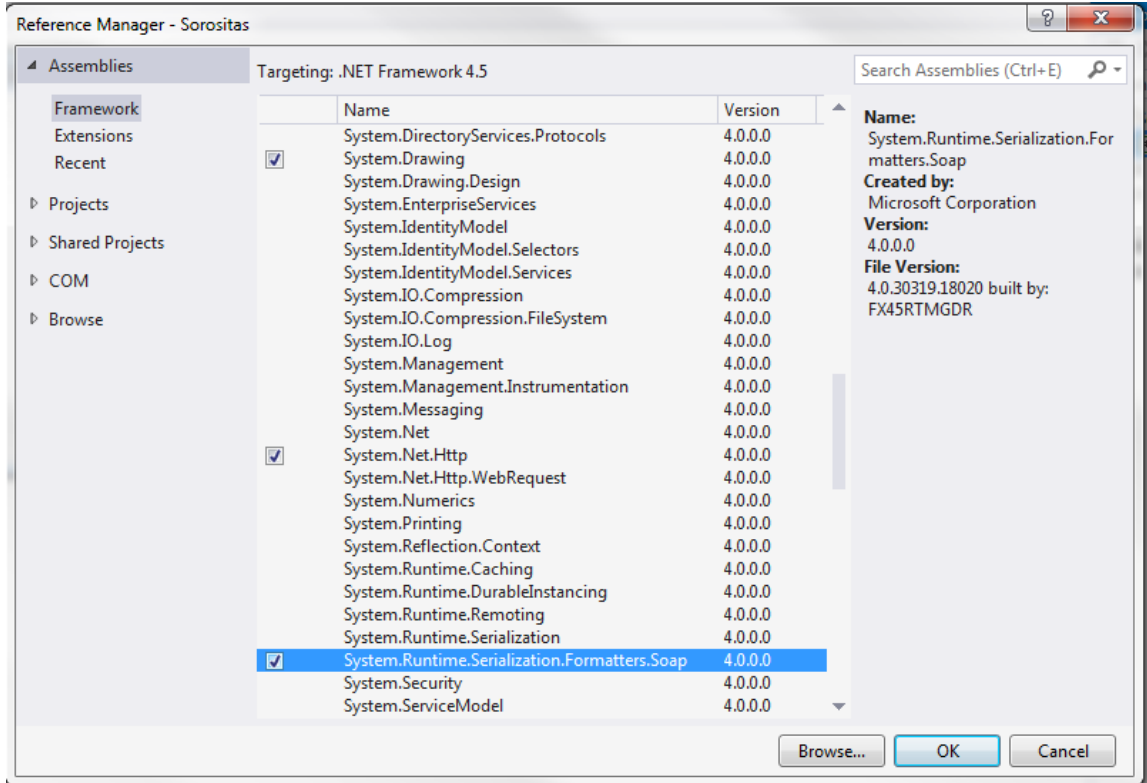 Reference Manager - Sorositas
Assemblies
Framework
Extensions
Recent
Projects
Shared Projects
COM
Browse
Targeting: .NET Framework 4.5
Name Version
System.DirectoryServices.Protocols 4.0.0.0
System.Drawing 4.0.0.0
System.Drawing.Design 4.0.0.0
System.EnterpriseServices 4.0.0.0
System.IdentityModel 4.0.0.0
System.IdentityModel.Selectors 4.0.0.0
System.IdentityModel.Services 4.0.0.0
System.IO.Compression 4.0.0.0
System.IO.Compression.FileSystem 4.0.0.0
System.IO.Log 4.0.0.0
System.Management 4.0.0.0
System.Management.Instrumentation 4.0.0.0
System.Messaging 4.0.0.0
System.Net 4.0.0.0
System.Net.Http 4.0.0.0
System.Net.Http.WebRequest 4.0.0.0
System.Numerics 4.0.0.0
System.Printing 4.0.0.0
System.Reflection.Context 4.0.0.0
System.Runtime.Caching 4.0.0.0
System.Runtime.DurableInstancing 4.0.0.0
System.Runtime.Remoting 4.0.0.0
System.Runtime.Serialization 4.0.0.0
System.Runtime.Serialization.Formatters.Soap 4.0.0.0
System.Security 4.0.0.0
System.ServiceModel 4.0.0.0
Search Assemblies (Ctrl+E)
Name:
System.Runtime.Serialization.For
matters.Soap
Created by:
Microsoft Corporation
Version:
4.0.0.0
File Version:
4.0.30319.18020 built by:
FX45RTMGDR
Browse... OK Cancel